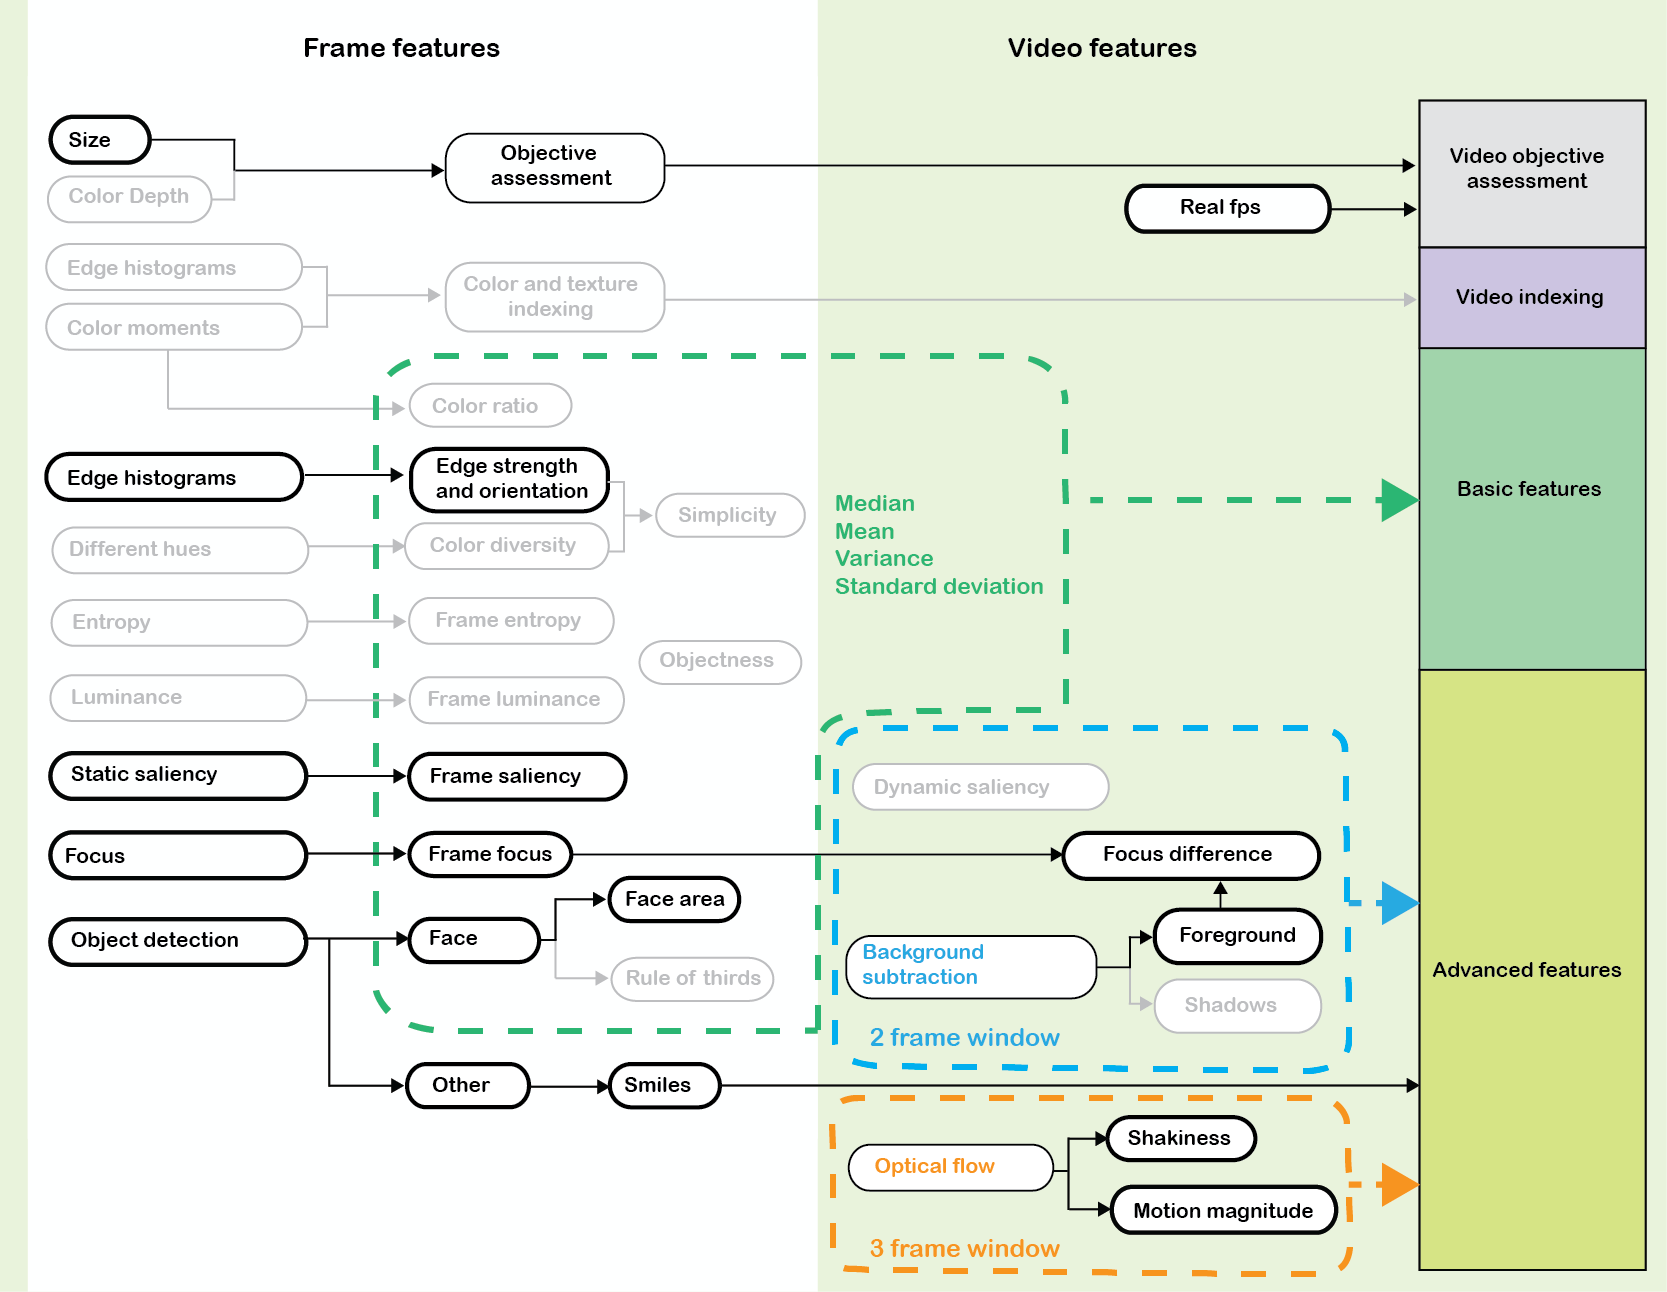 Frame features
Video features
Size
Color Depth
Objective
assessment
Real fps
Video objective
assessment
Edge histograms
Color moments
Color and texture
indexing
Video indexing
Color ratio
Edge histograms
Edge strength
and orientation
Different hues
Color diversity
Simplicity
Median
Mean
Variance
Standard deviation
Basic features
Entropy
Frame entropy
Objectness
Luminance
Frame luminance
Static saliency
Frame saliency
Dynamic saliency
Focus
Frame focus
Focus difference
Object detection
Face
Face area
Rule of thirds
Background
subtraction
Foreground
Shadows
2 frame window
Advanced features
Other
Smiles
Optical flow
Shakiness
Motion magnitude
3 frame window